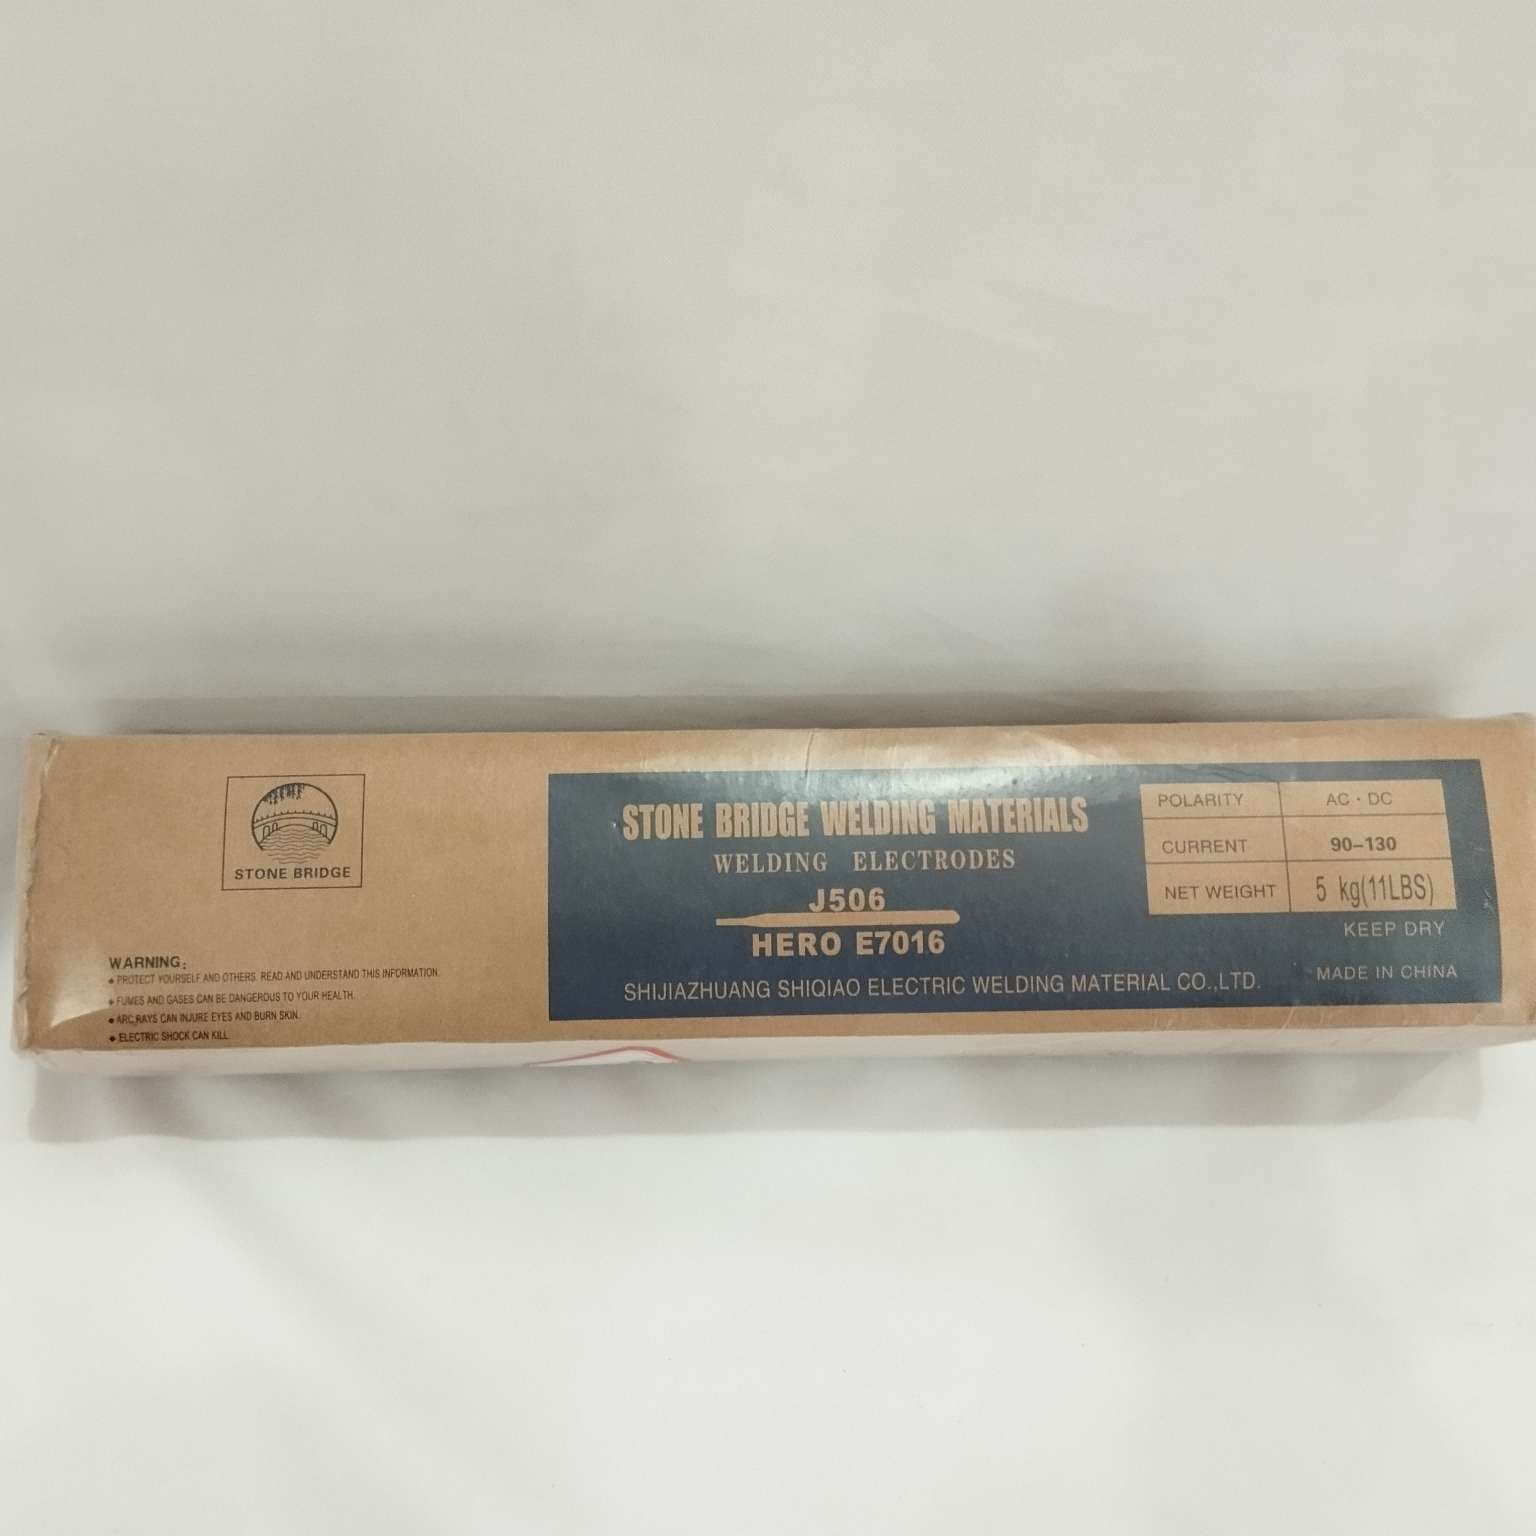 STONE BRIDGE
WARNING:
PROTECT YOURSELF AND OTHERS. READ AND UNDERSTAND THIS INFORMATION.
FUMES AND GASES CAN BE DANGEROUS TO YOUR HEALTH.
ARC RAYS CAN INJURE EYES AND BURN SKIN.
ELECTRIC SHOCK CAN KILL
STONE BRIDGE WELDING MATERIALS
WELDING ELECTRODES
J506
HERO E7016
SHIJIAZHUANG SHIQIAO ELECTRIC WELDING MATERIAL CO.,LTD.
POLARITY AC · DC
CURRENT 90-130
NET WEIGHT 5 kg(11LBS)
KEEP DRY
MADE IN CHINA